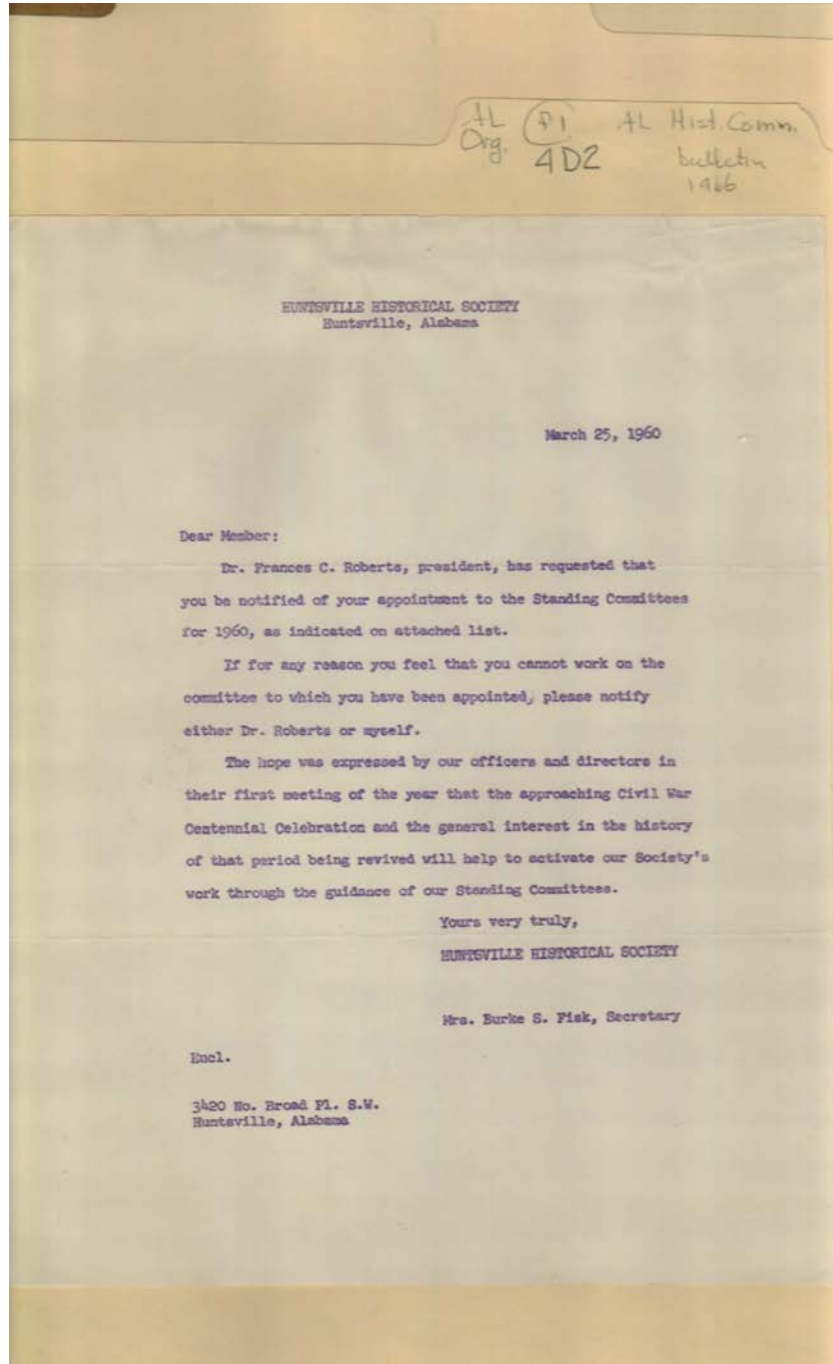 AL P1 AL Hist. Comm.
Org. 4D2 bulletin
1966
HUNTSVILLE HISTORICAL SOCIETY
Huntsville, Alabama
March 25, 1960
Dear Member:
Dr. Frances C. Roberts, president, has requested that
you be notified of your appointment to the Standing Committees
for 1960, as indicated on attached list.
If for any reason you feel that you cannot work on the
committee to which you have been appointed, please notify
either Dr. Roberts or myself.
The hope was expressed by our officers and directors in
their first meeting of the year that the approaching Civil War
Centennial Celebration and the general interest in the history
of that period being revived will help to activate our Society's
work through the guidance of our Standing Committees.
Yours very truly,
HUNTSVILLE HISTORICAL SOCIETY
Mrs. Burke S. Fisk, Secretary
Encl.
3420 No. Broad Pl. S.W.
Huntsville, Alabama